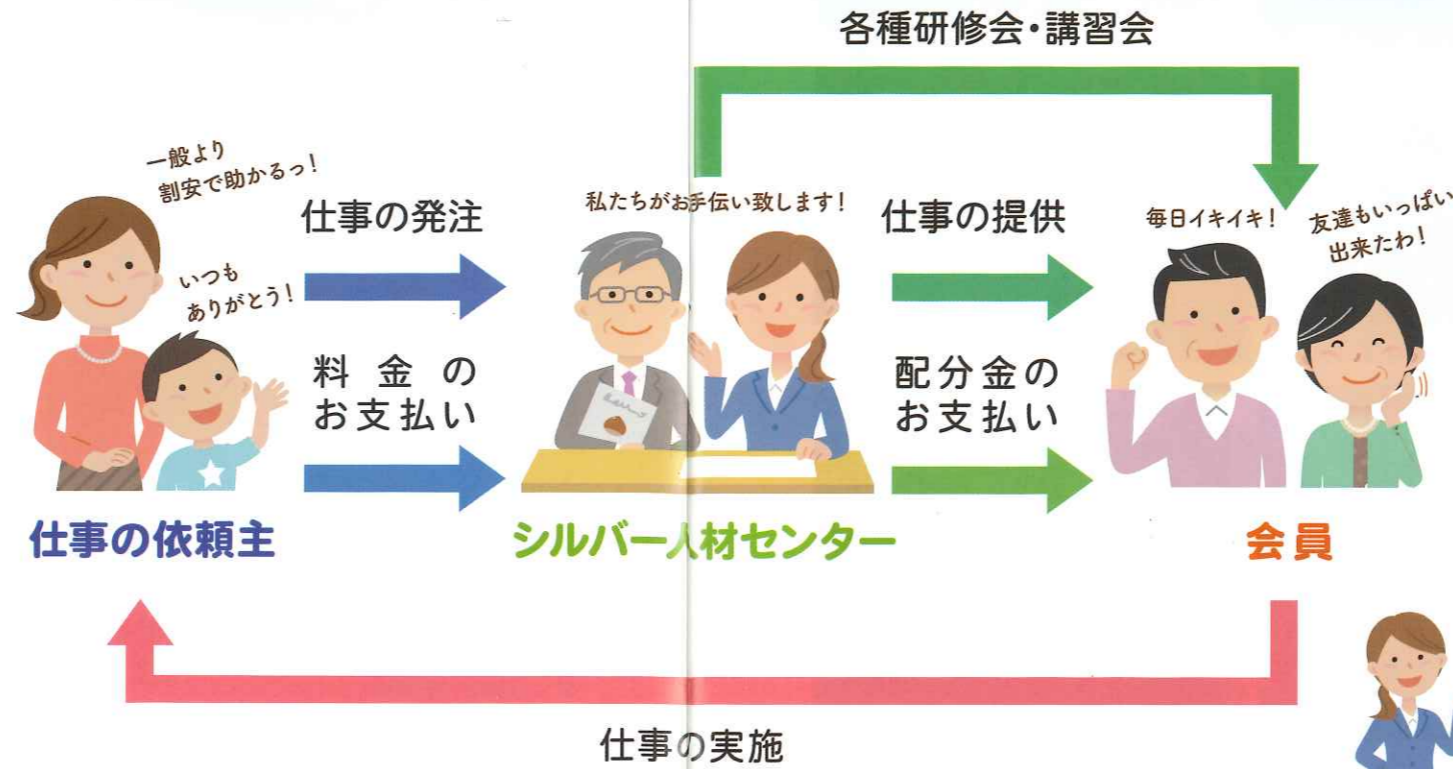 各種研修会・講習会
一般より
割安で助かるっ!
いつも
ありがとう!
仕事の発注
料金の
お支払い
私たちがお手伝い致します!
仕事の提供
配分金の
お支払い
毎日イキイキ!
友達もいっぱい
出来たわ!
仕事の依頼主
シルバー人材センター
会員
仕事の実施